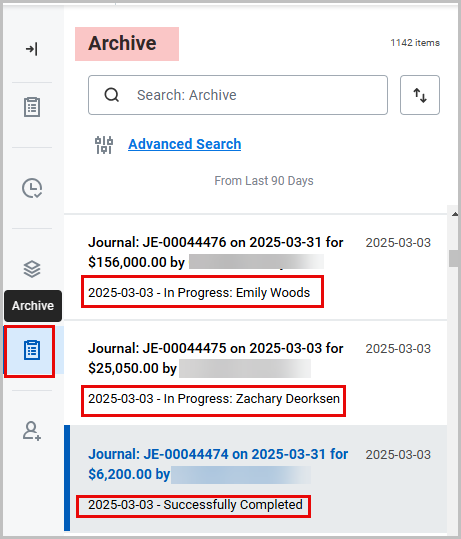 Archive
1142 items
Search: Archive
Advanced Search
From Last 90 Days
Journal: JE-00044476 on 2025-03-31 for
2025-03-03
$156,000.00 by
2025-03-03 - In Progress: Emily Woods
Archive
Journal: JE-00044475 on 2025-03-03 for
2025-03-03
$25,050.00 by
2025-03-03 - In Progress: Zachary Deorksen
Journal: JE-00044474 on 2025-03-31 for
2025-03-03
$6,200.00 by
2025-03-03 - Successfully Completed